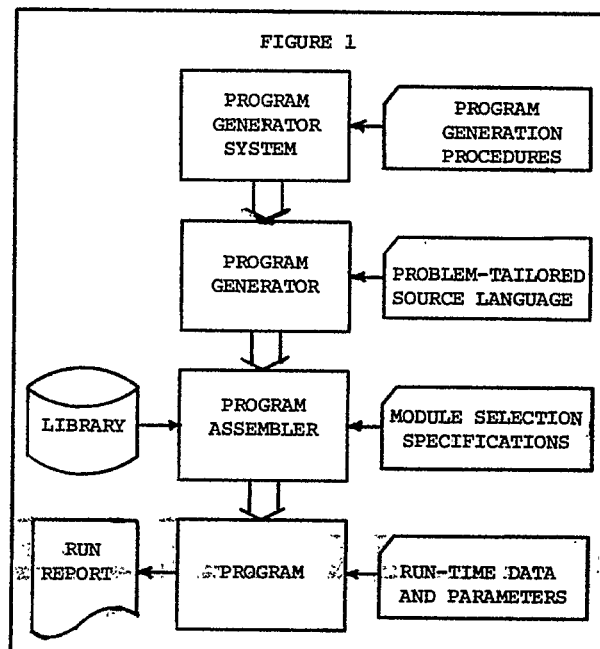 FIGURE 1
PROGRAM
GENERATOR
SYSTEM
PROGRAM
GENERATION
PROCEDURES
PROGRAM
GENERATOR
PROBLEM-TAILORED
SOURCE LANGUAGE
LIBRARY
PROGRAM
ASSEMBLER
MODULE SELECTION
SPECIFICATIONS
RUN
REPORT
PROGRAM
RUN-TIME DATA
AND PARAMETERS